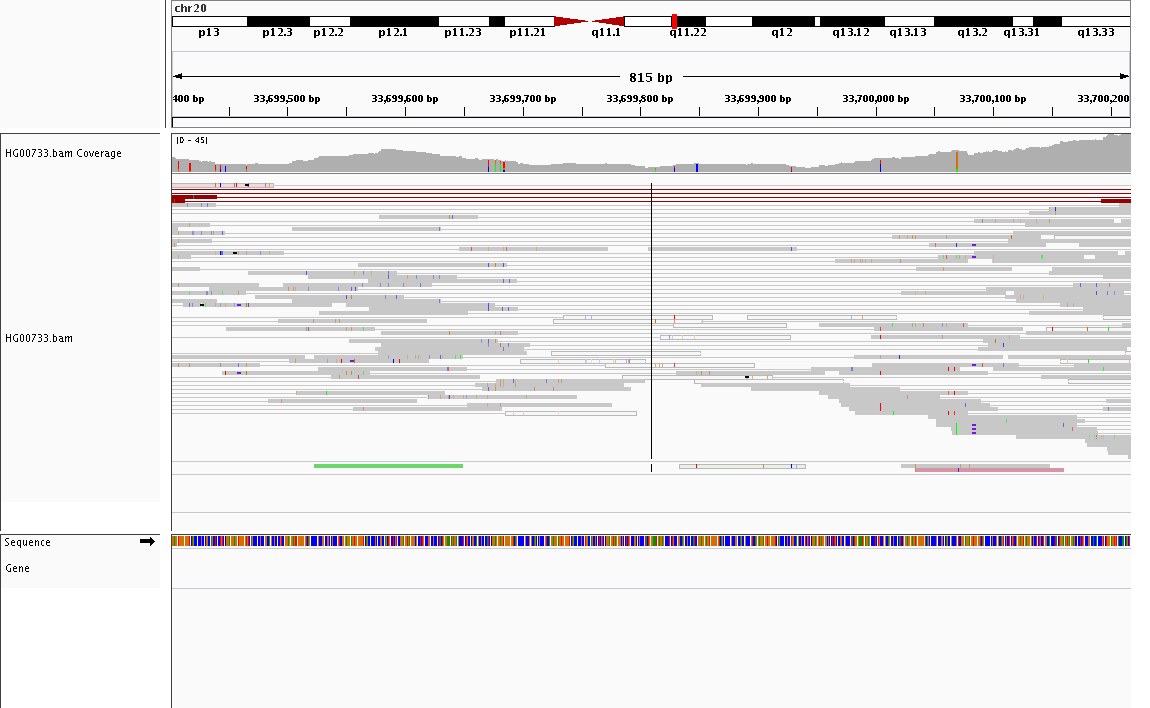 chr20
p13 p12.3 p12.2 p12.1 p11.23 p11.21 q11.1 q11.22 q12 q13.12 q13.13 q13.2 q13.31 q13.33
815 bp
400 bp 33,699,500 bp 33,699,600 bp 33,699,700 bp 33,699,800 bp 33,699,900 bp 33,700,000 bp 33,700,100 bp 33,700,200
[0 - 45]
HG00733.bam Coverage
HG00733.bam
Sequence
Gene